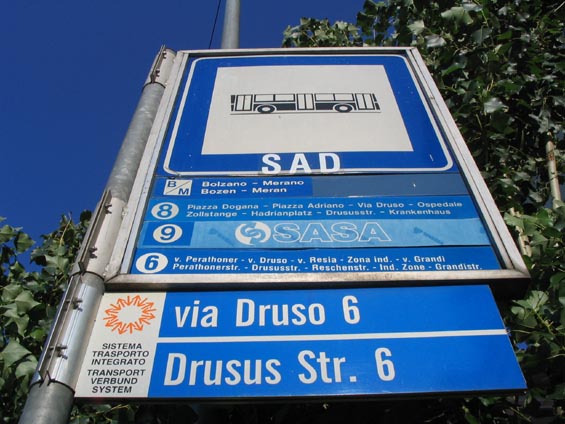 SAD
B/M Bolzano - Merano
Bozen - Meran
8 Piazza Dogana - Piazza Adriano - Via Druso - Ospedale
Zollstange - Hadrianplatz - Drususstr. - Krankenhaus
9 SASA
6 v. Perathoner - v. Druso - v. Resia - Zona ind. - v. Grandi
Perathonerstr. - Drususstr. - Reschenstr. - Ind. Zone - Grandistr.
via Druso 6
Drusus Str. 6
SISTEMA
TRASPORTO
INTEGRATO
TRANSPORT
VERBUND
SYSTEM